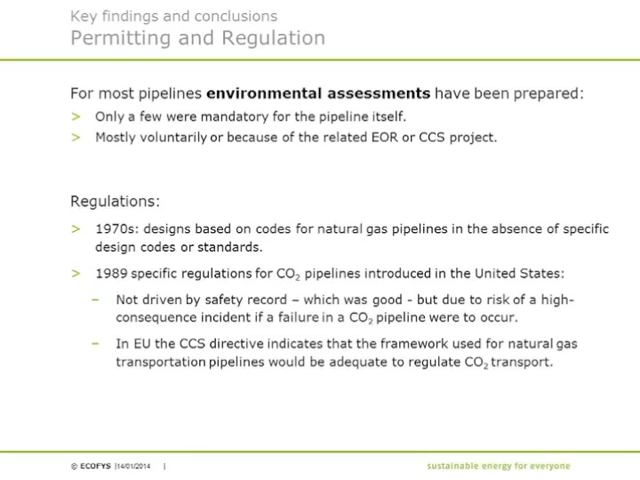 Key findings and conclusions
Permitting and Regulation
For most pipelines environmental assessments have been prepared:
> Only a few were mandatory for the pipeline itself.
> Mostly voluntarily or because of the related EOR or CCS project.
Regulations:
> 1970s: designs based on codes for natural gas pipelines in the absence of specific
design codes or standards.
> 1989 specific regulations for CO₂ pipelines introduced in the United States:
– Not driven by safety record – which was good - but due to risk of a high-
consequence incident if a failure in a CO₂ pipeline were to occur.
– In EU the CCS directive indicates that the framework used for natural gas
transportation pipelines would be adequate to regulate CO₂ transport.
© ECOFYS |14/01/2014 | sustainable energy for everyone